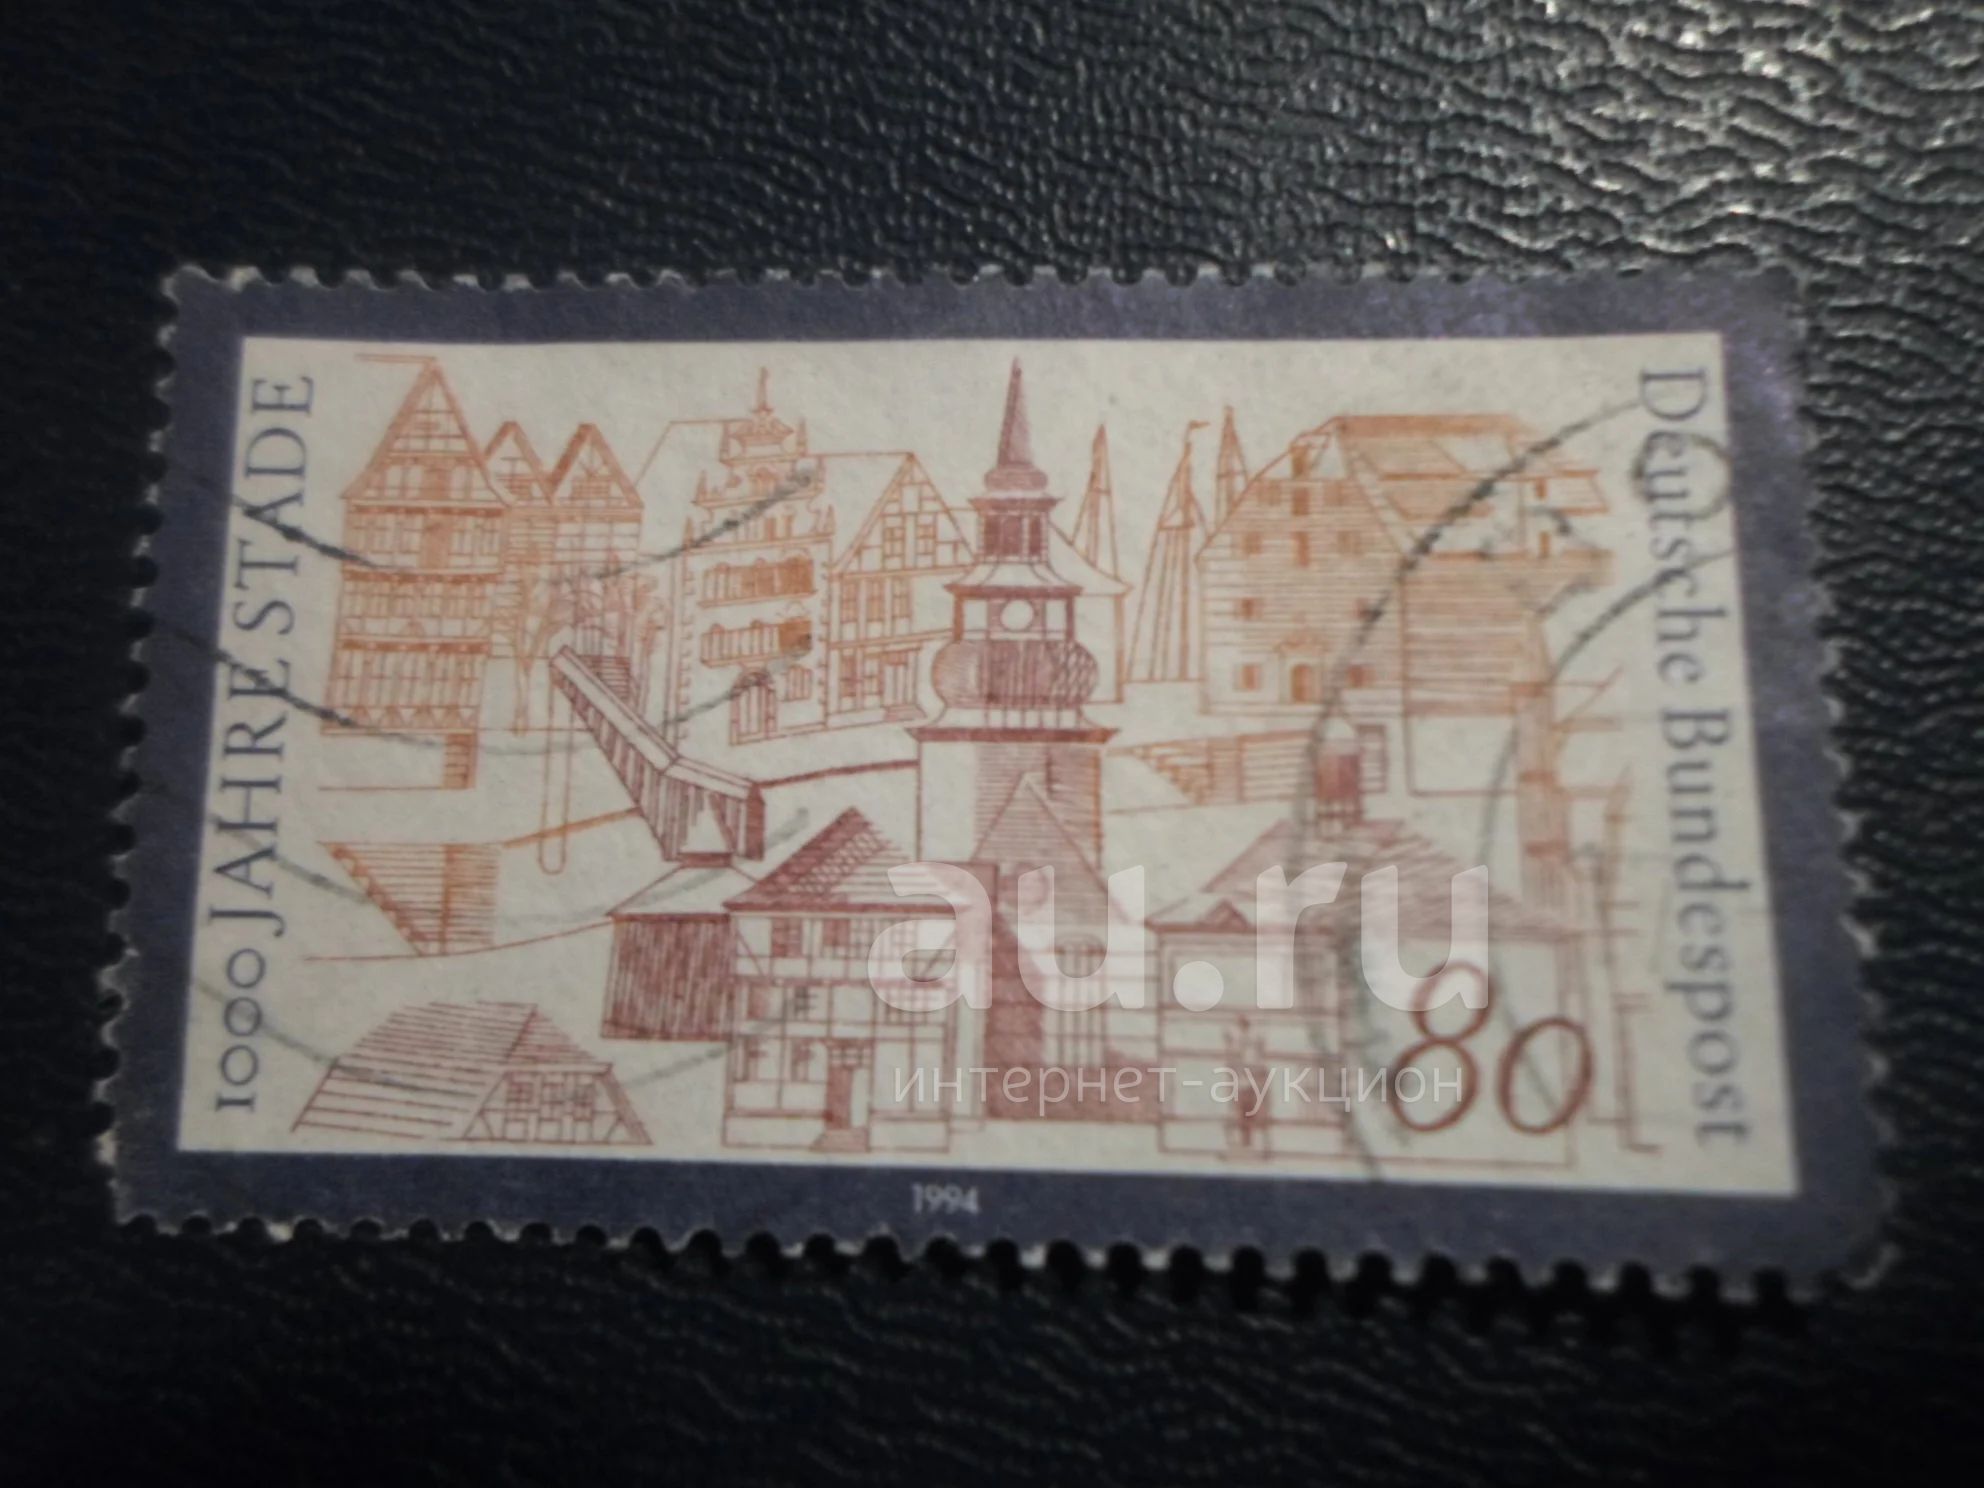 1000 JAHRE STADE
Deutsche Bundespost
80
1994
au.ru
интернет-аукцион